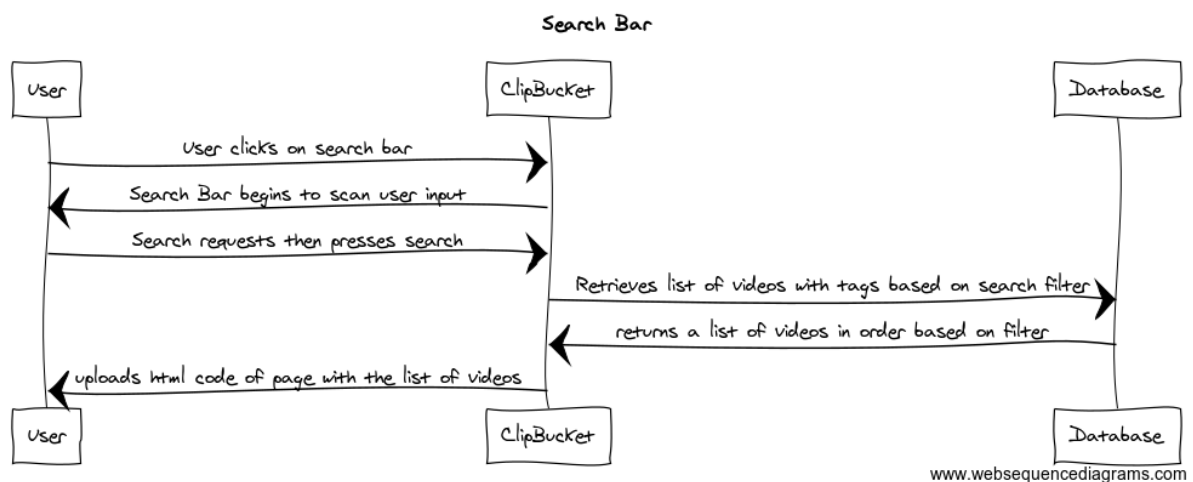 Search Bar
User
ClipBucket
Database
User clicks on search bar
Search Bar begins to scan user input
Search requests then presses search
Retrieves list of videos with tags based on search filter
returns a list of videos in order based on filter
uploads html code of page with the list of videos
User
ClipBucket
Database
www.websequencediagrams.com